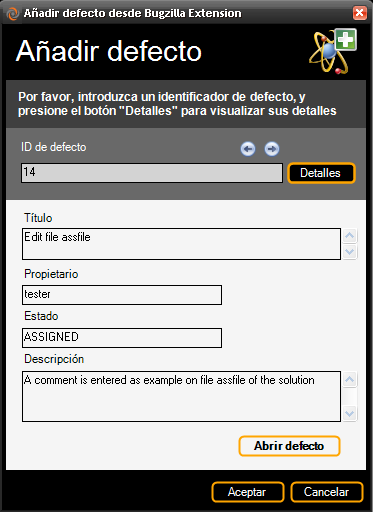 Añadir defecto desde Bugzilla Extension
Añadir defecto
Por favor, introduzca un identificador de defecto, y
presione el botón "Detalles" para visualizar sus detalles
ID de defecto
14
Detalles
Título
Edit file assfile
Propietario
tester
Estado
ASSIGNED
Descripción
A comment is entered as example on file assfile of the solution
Abrir defecto
Aceptar
Cancelar